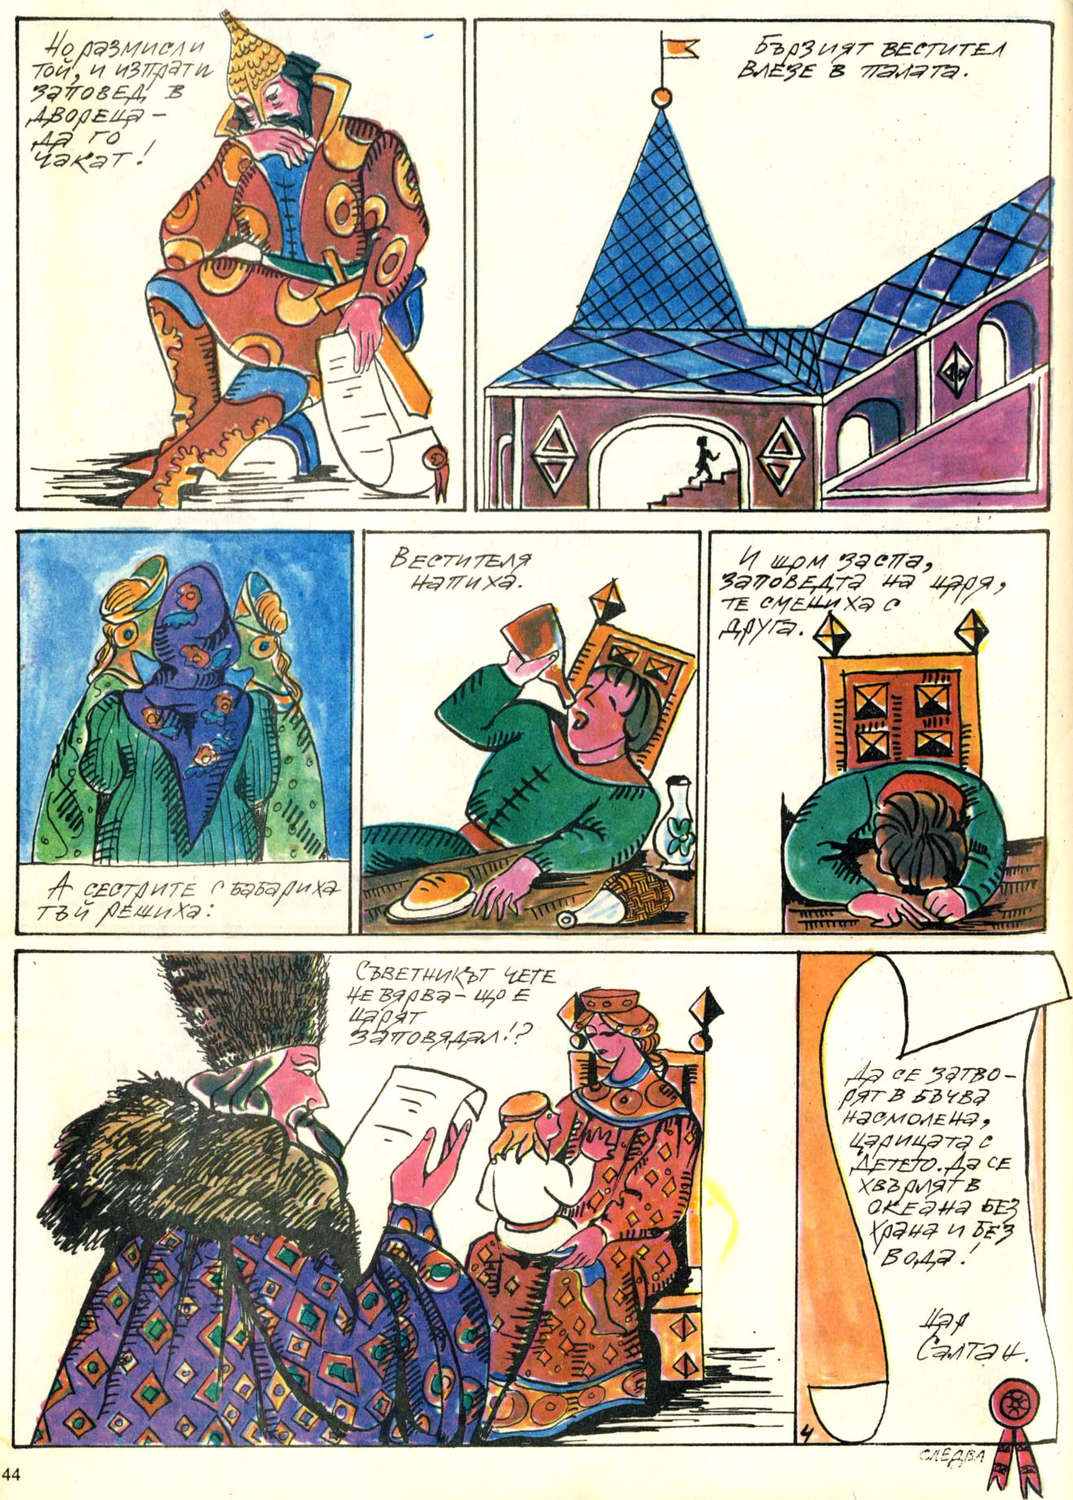 Но размисли
той, и изпрати
заповед в
двореца –
да го
чакат!
Бързият вестител
влезе в палата.
А сестрите с Бабариха
тъй решиха:
Вестителя
напиха.
И щом заспа,
заповедта на царя,
те смениха с
друга.
Съветникът чете
не вярва – що е
царят
заповядал!?
Да се затво-
рят в бъчва
насмолена,
царицата с
детето. Да се
хвърлят в
океана без
храна и без
вода!
Цар
Салтан.
4
следва
44